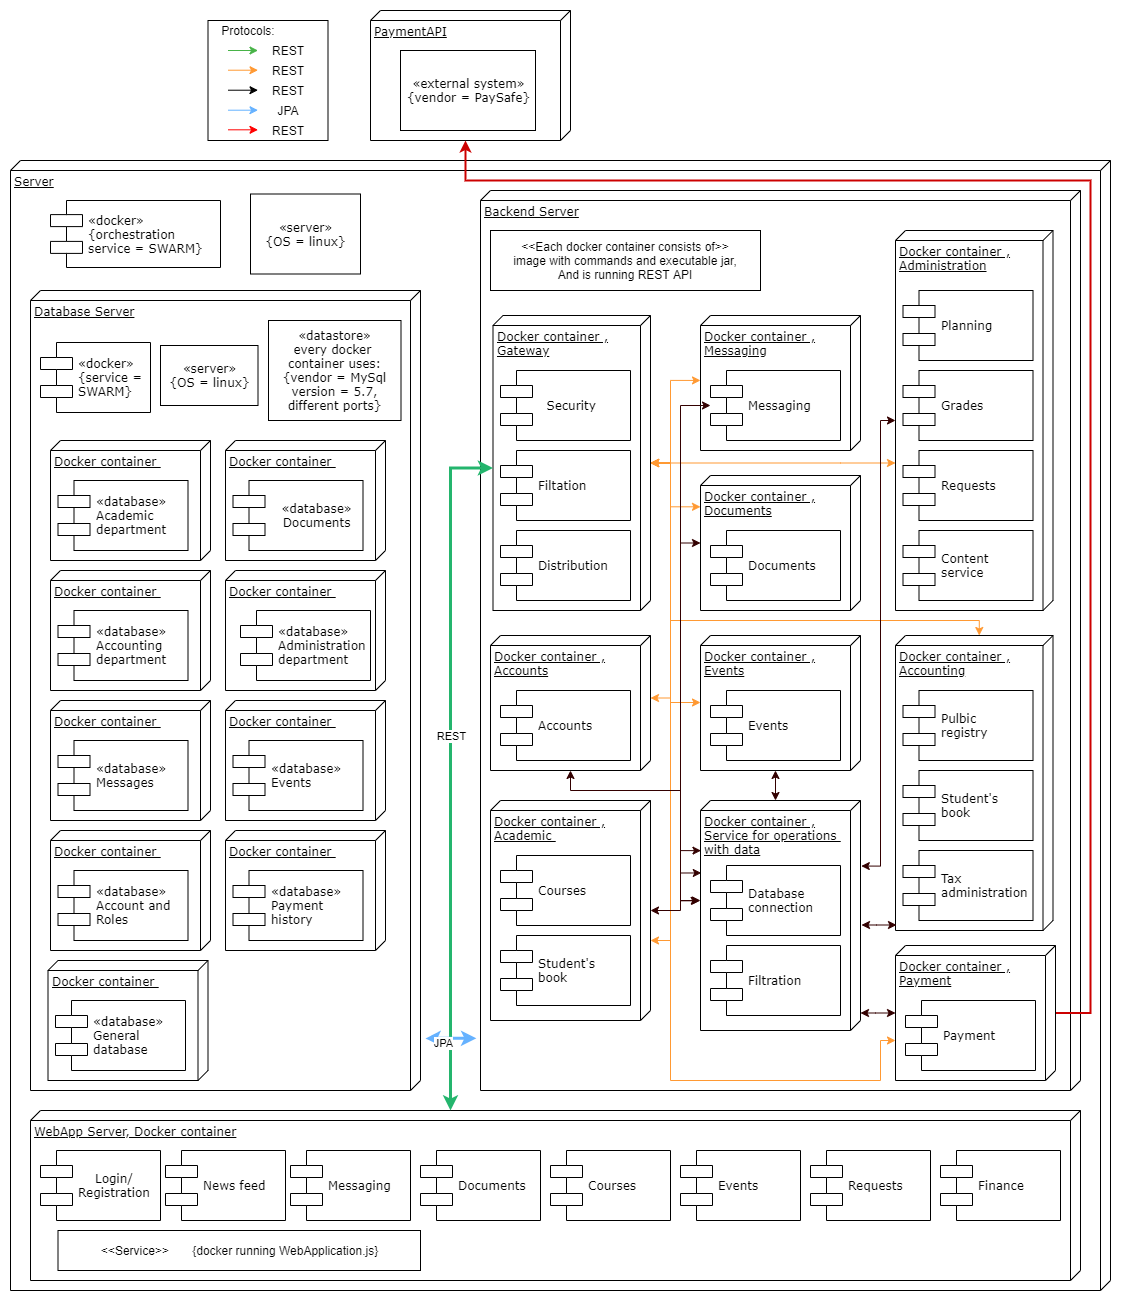 Protocols:
REST
REST
REST
JPA
REST
PaymentAPI
«external system»
{vendor = PaySafe}
Server
«docker»
{orchestration
service = SWARM}
«server»
{OS = linux}
Database Server
«docker»
{service =
SWARM}
«server»
{OS = linux}
«datastore»
every docker
container uses:
{vendor = MySql
version = 5.7,
different ports}
Docker container
«database»
Academic
department
Docker container
«database»
Documents
Docker container
«database»
Accounting
department
Docker container
«database»
Administration
department
Docker container
«database»
Messages
Docker container
«database»
Events
Docker container
«database»
Account and
Roles
Docker container
«database»
Payment
history
Docker container
«database»
General
database
REST
JPA
Backend Server
<<Each docker container consists of>>
image with commands and executable jar,
And is running REST API
Docker container ,
Gateway
Security
Filtation
Distribution
Docker container ,
Messaging
Messaging
Docker container ,
Documents
Documents
Docker container ,
Administration
Planning
Grades
Requests
Content
service
Docker container ,
Accounts
Accounts
Docker container ,
Events
Events
Docker container ,
Accounting
Pulbic
registry
Student's
book
Tax
administration
Docker container ,
Academic
Courses
Student's
book
Docker container ,
Service for operations
with data
Database
connection
Filtration
Docker container ,
Payment
Payment
WebApp Server, Docker container
Login/
Registration
News feed
Messaging
Documents
Courses
Events
Requests
Finance
<<Service>> {docker running WebApplication.js}